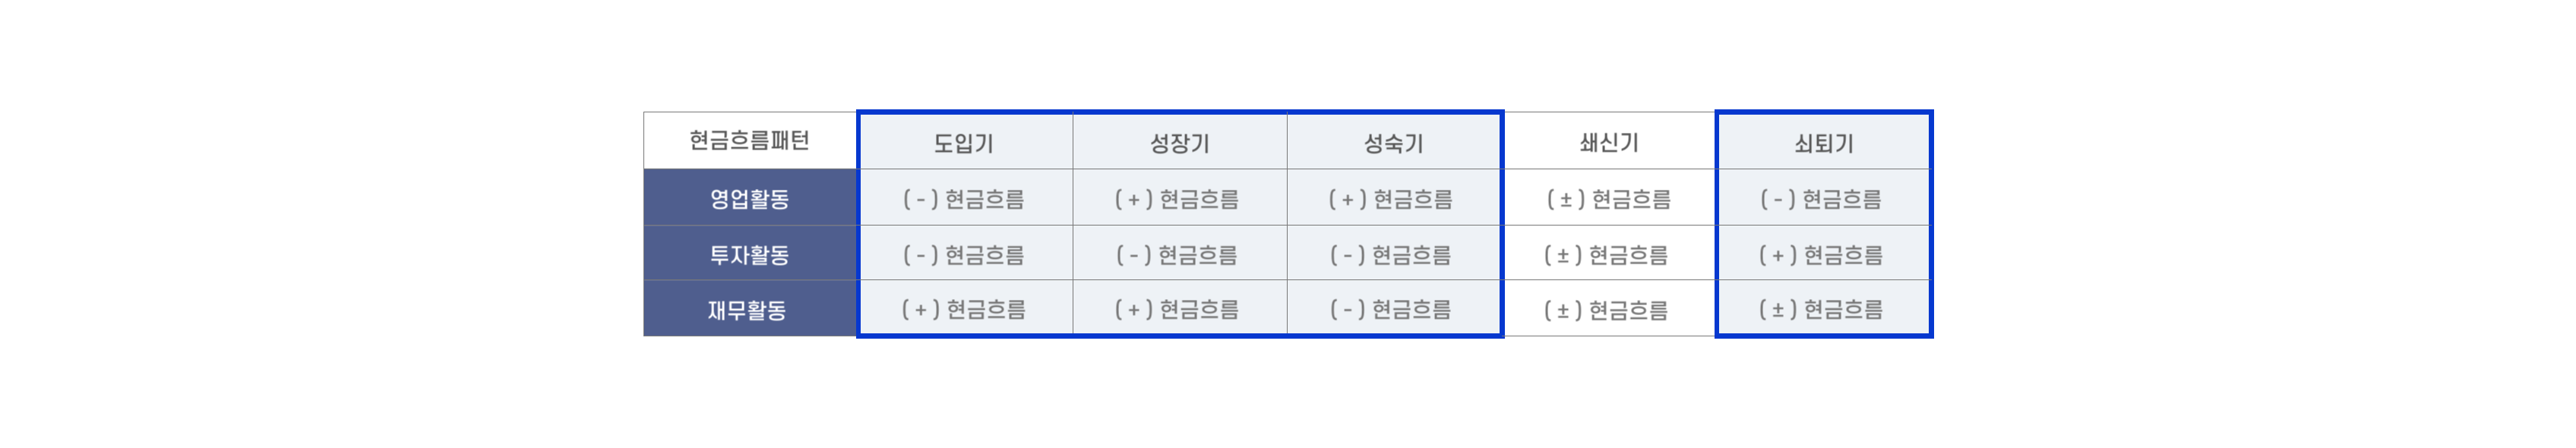 현금흐름패턴 도입기 성장기 성숙기 쇄신기 쇠퇴기
영업활동 ( - ) 현금흐름 ( + ) 현금흐름 ( + ) 현금흐름 ( ± ) 현금흐름 ( - ) 현금흐름
투자활동 ( - ) 현금흐름 ( - ) 현금흐름 ( - ) 현금흐름 ( ± ) 현금흐름 ( + ) 현금흐름
재무활동 ( + ) 현금흐름 ( + ) 현금흐름 ( - ) 현금흐름 ( ± ) 현금흐름 ( ± ) 현금흐름